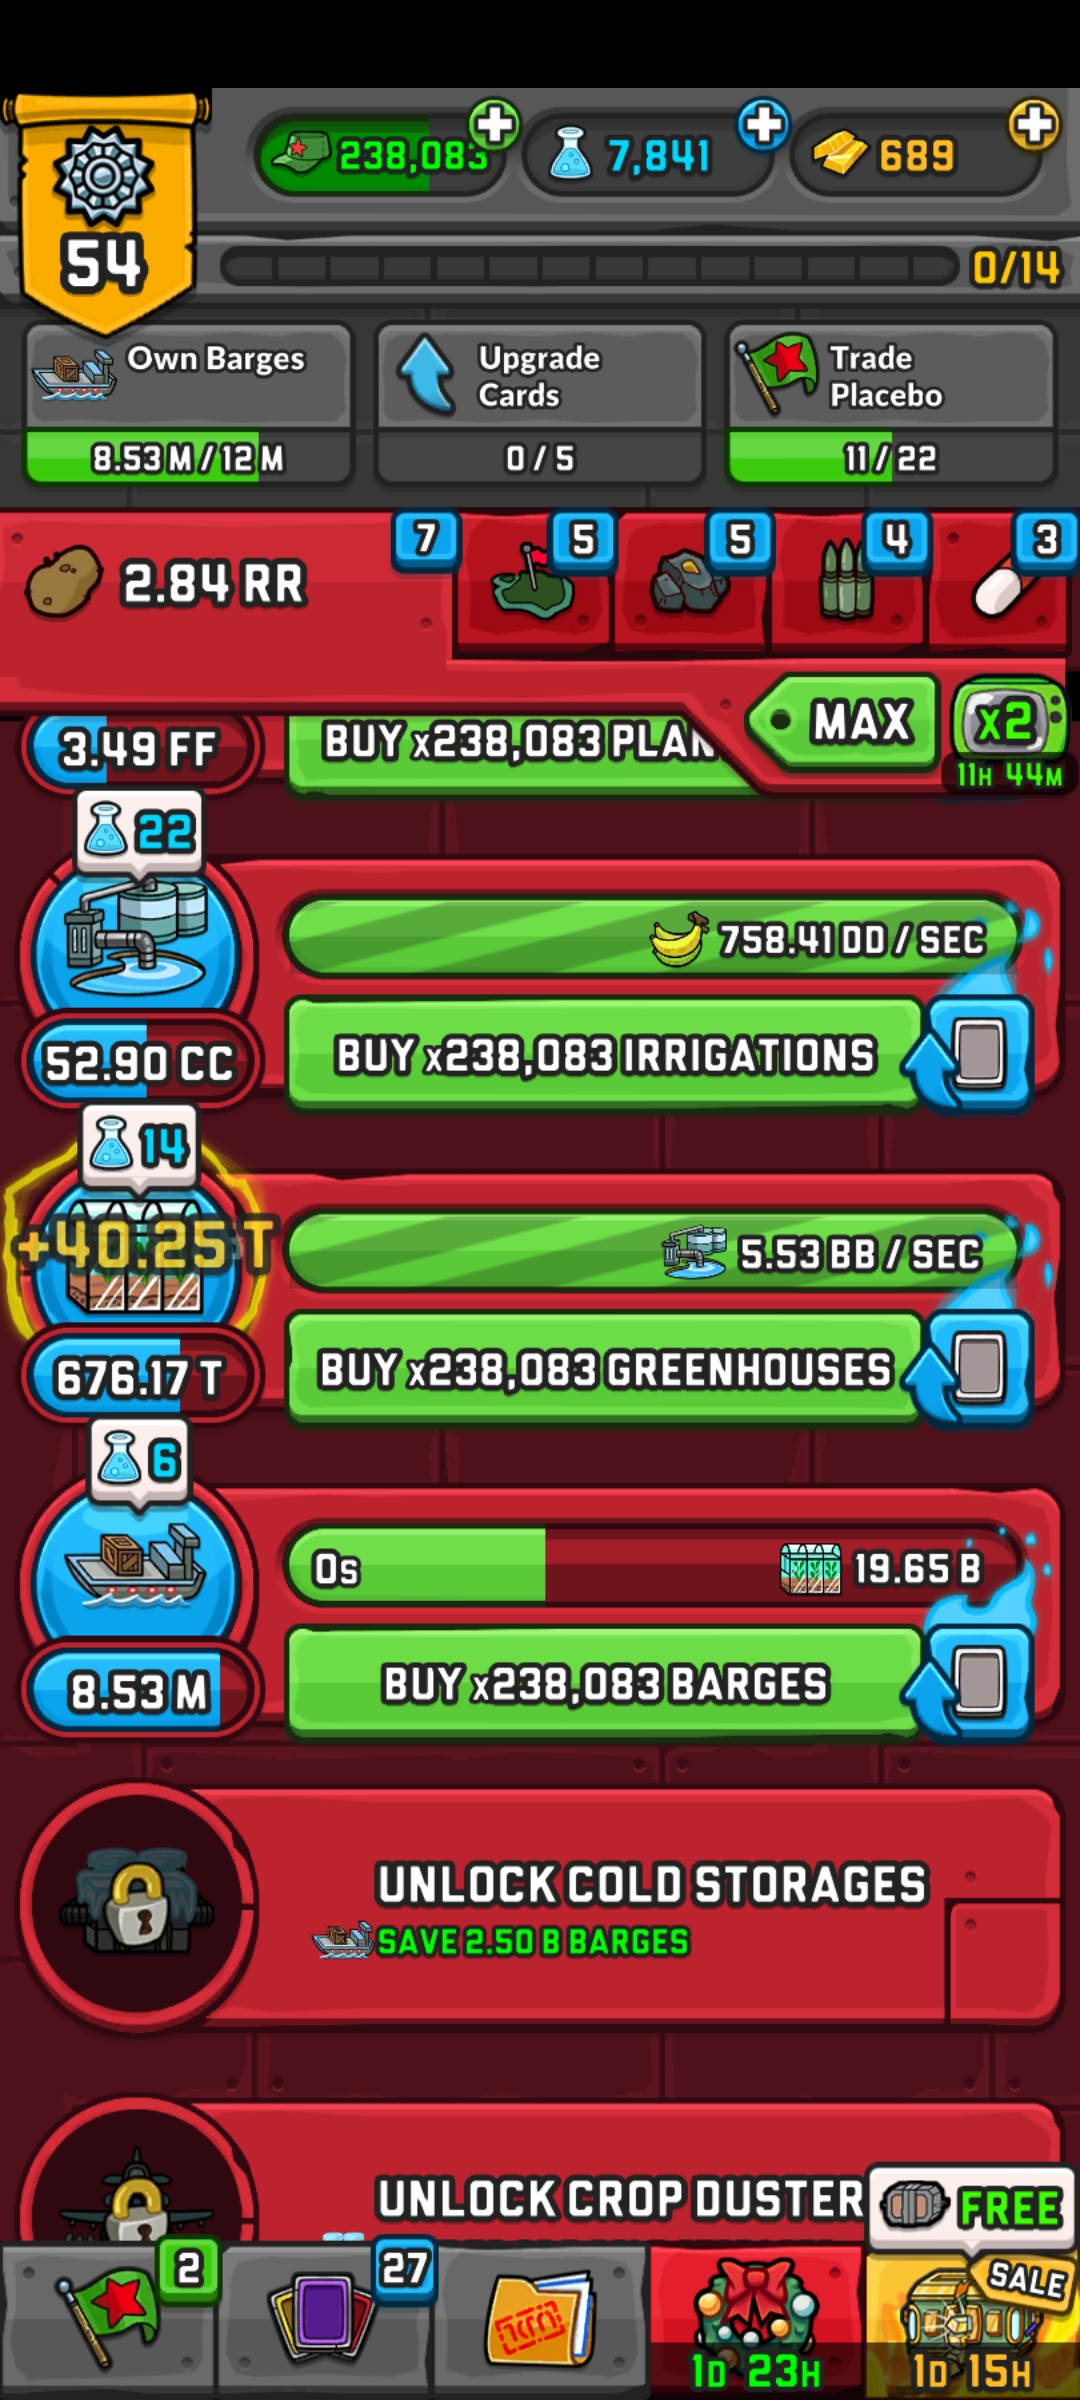 54
238,083
7,841
689
0/14
Own Barges
8.53 M / 12 M
Upgrade
Cards
0 / 5
Trade
Placebo
11 / 22
2.84 RR
7
5
5
4
3
MAX
x2
11H 44M
3.49 FF
BUY x238,083 PLAN
22
758.41 DD / SEC
52.90 CC
BUY x238,083 IRRIGATIONS
14
+40.25 T
5.53 BB / SEC
676.17 T
BUY x238,083 GREENHOUSES
6
0s
19.65 B
8.53 M
BUY x238,083 BARGES
UNLOCK COLD STORAGES
SAVE 2.50 B BARGES
UNLOCK CROP DUSTER
FREE
2
27
SALE
1D 23H
1D 15H